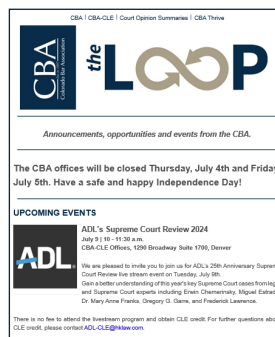 CBA | CBA-CLE | Court Opinion Summaries | CBA Thrive
CBA
Colorado Bar Association
the LOOP
Announcements, opportunities and events from the CBA.
The CBA offices will be closed Thursday, July 4th and Friday
July 5th. Have a safe and happy Independence Day!
UPCOMING EVENTS
ADL
ADL's Supreme Court Review 2024
July 9 | 10 - 11:30 a.m.
CBA-CLE Offices, 1290 Broadway Suite 1700, Denver
We are pleased to invite you to join us for ADL's 25th Anniversary Suprem
Court Review live stream event on Tuesday, July 9th.
Gain a better understanding of this year's key Supreme Court cases from leg
and Supreme Court experts including Erwin Chemerinsky, Miguel Estrad
Dr. Mary Anne Franks, Gregory G. Garre, and Frederick Lawrence.
There is no fee to attend the livestream program and obtain CLE credit. For further questions abo
CLE credit, please contact ADL-CLE@hklaw.com.